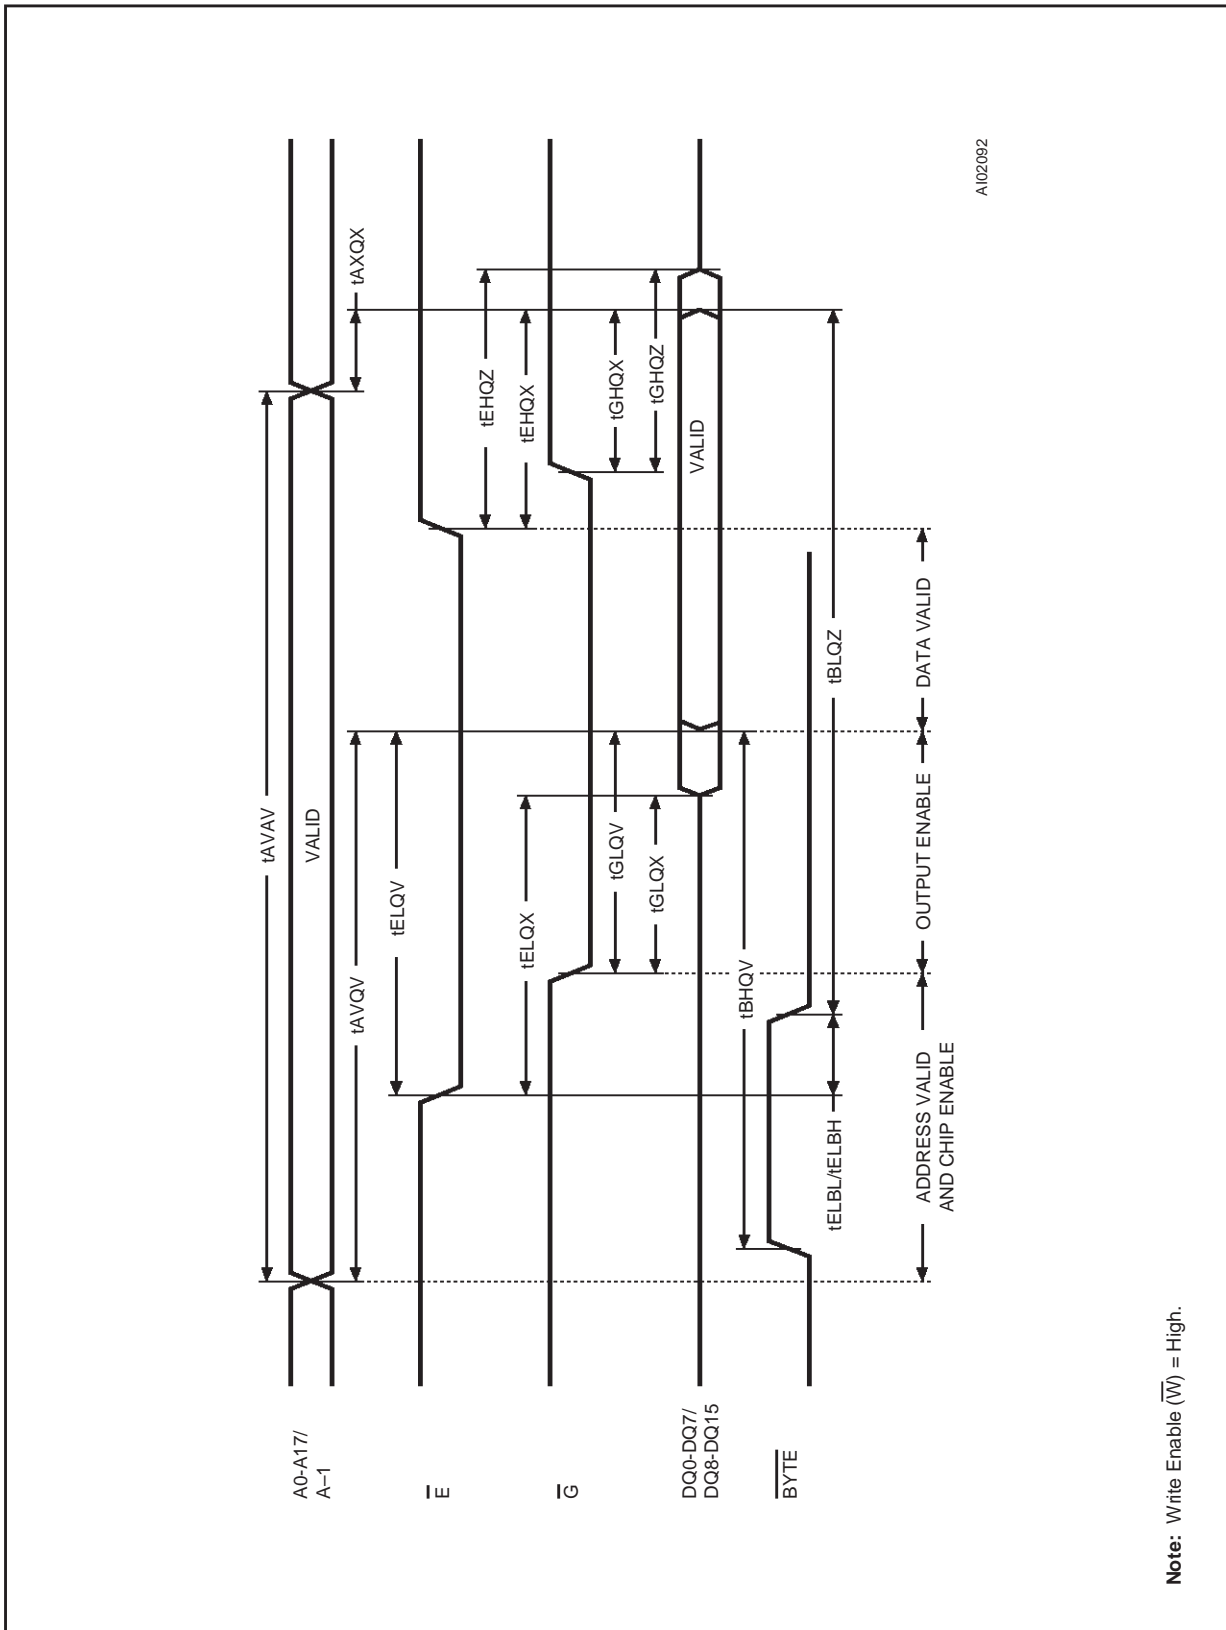 A0-A17/
A–1
tAVAV
VALID
tAVQV
tAXQX
E
tELQV
tEHQZ
tELQX
tEHQX
G
tGLQV
tGHQX
tGLQX
tGHQZ
DQ0-DQ7/
DQ8-DQ15
VALID
tBHQV
BYTE
tELBL/tELBH
tBLQZ
ADDRESS VALID
AND CHIP ENABLE
OUTPUT ENABLE
DATA VALID
AI02092
Note: Write Enable (W) = High.